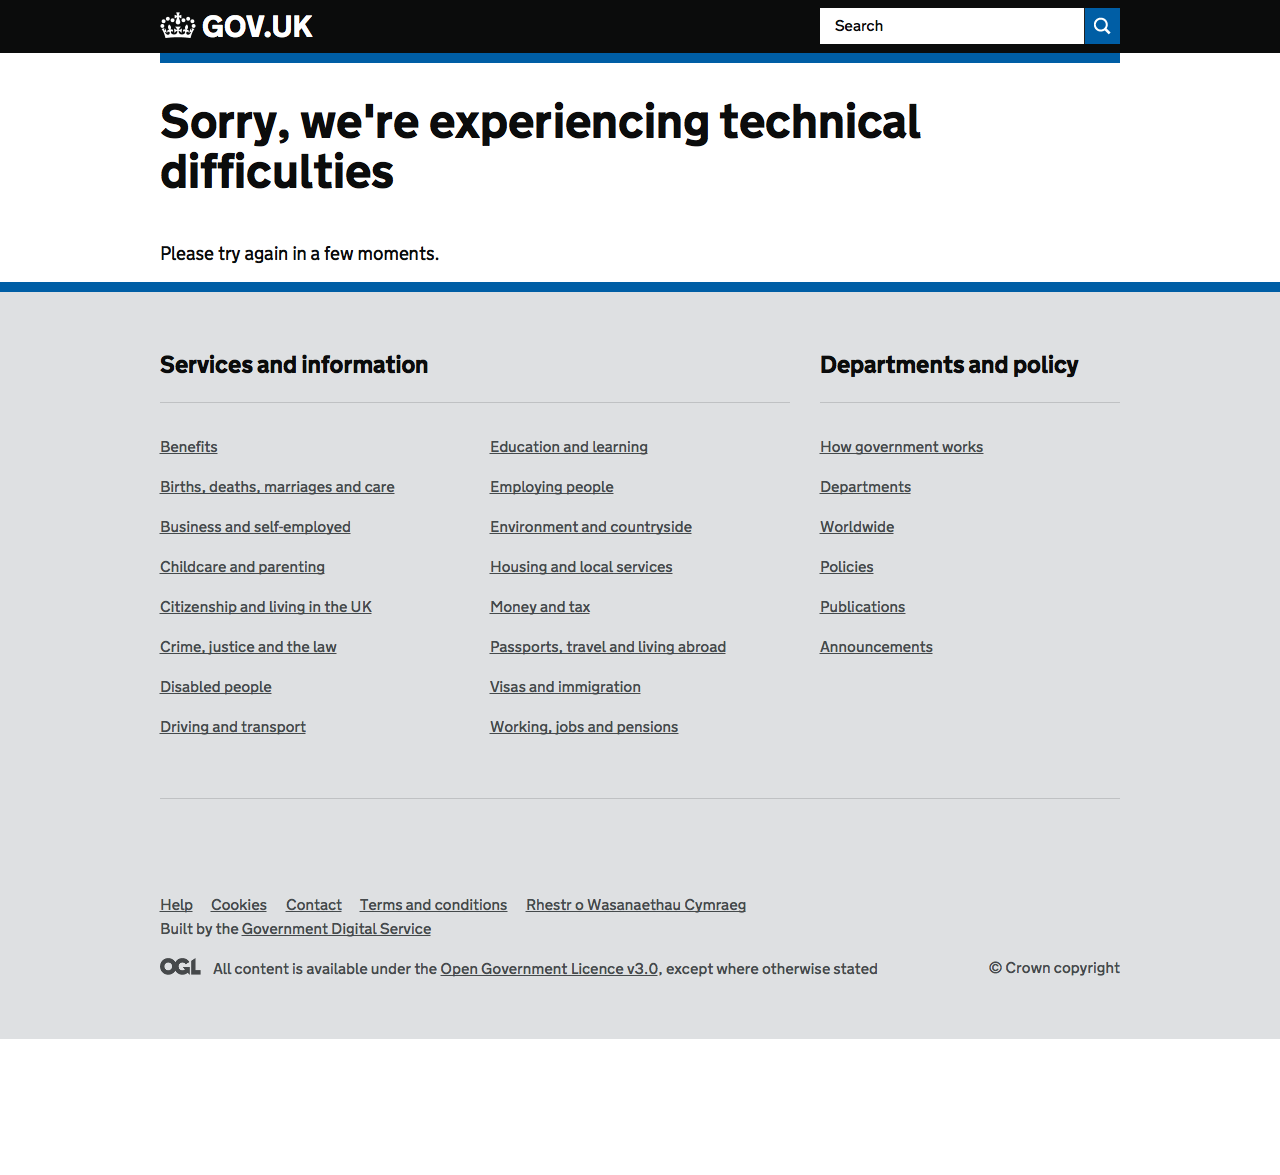 GOV.UK
Search
Sorry, we're experiencing technical
difficulties
Please try again in a few moments.
Services and information
Benefits
Births, deaths, marriages and care
Business and self-employed
Childcare and parenting
Citizenship and living in the UK
Crime, justice and the law
Disabled people
Driving and transport
Education and learning
Employing people
Environment and countryside
Housing and local services
Money and tax
Passports, travel and living abroad
Visas and immigration
Working, jobs and pensions
Departments and policy
How government works
Departments
Worldwide
Policies
Publications
Announcements
Help Cookies Contact Terms and conditions Rhestr o Wasanaethau Cymraeg
Built by the Government Digital Service
OGL All content is available under the Open Government Licence v3.0, except where otherwise stated
© Crown copyright